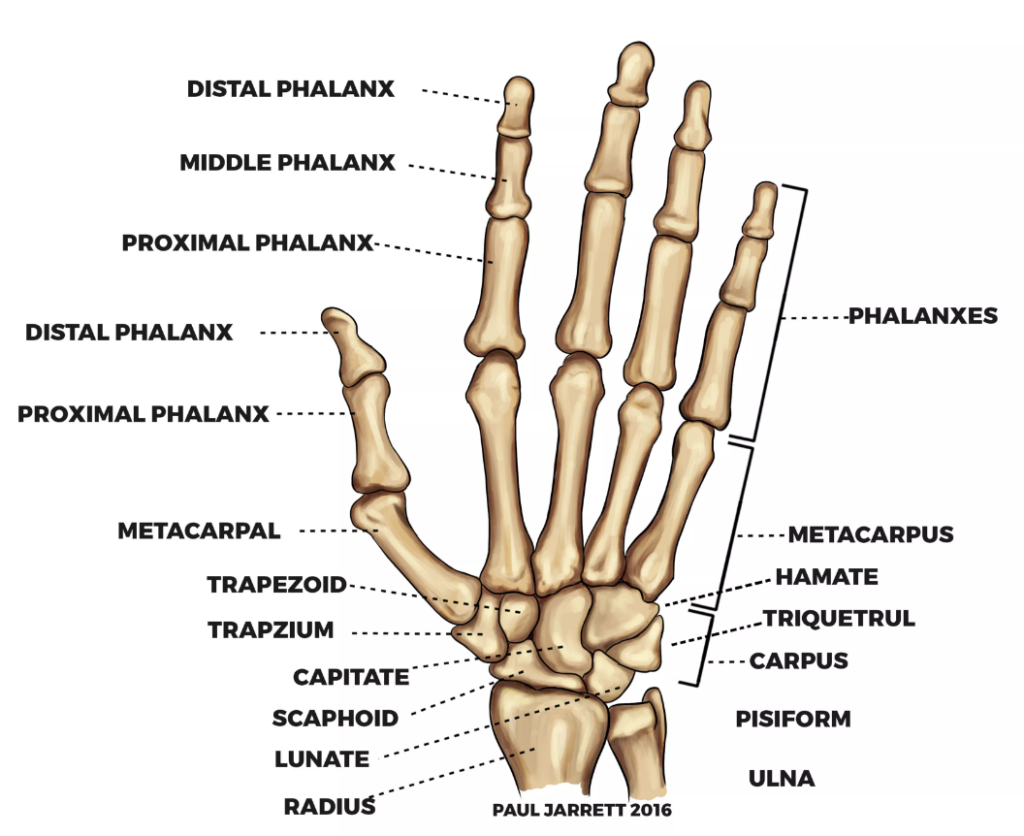 DISTAL PHALANX
MIDDLE PHALANX
PROXIMAL PHALANX
DISTAL PHALANX
PROXIMAL PHALANX
METACARPAL
TRAPEZOID
TRAPZIUM
CAPITATE
SCAPHOID
LUNATE
RADIUS
PHALANXES
METACARPUS
HAMATE
TRIQUETRUL
CARPUS
PISIFORM
ULNA
PAUL JARRETT 2016